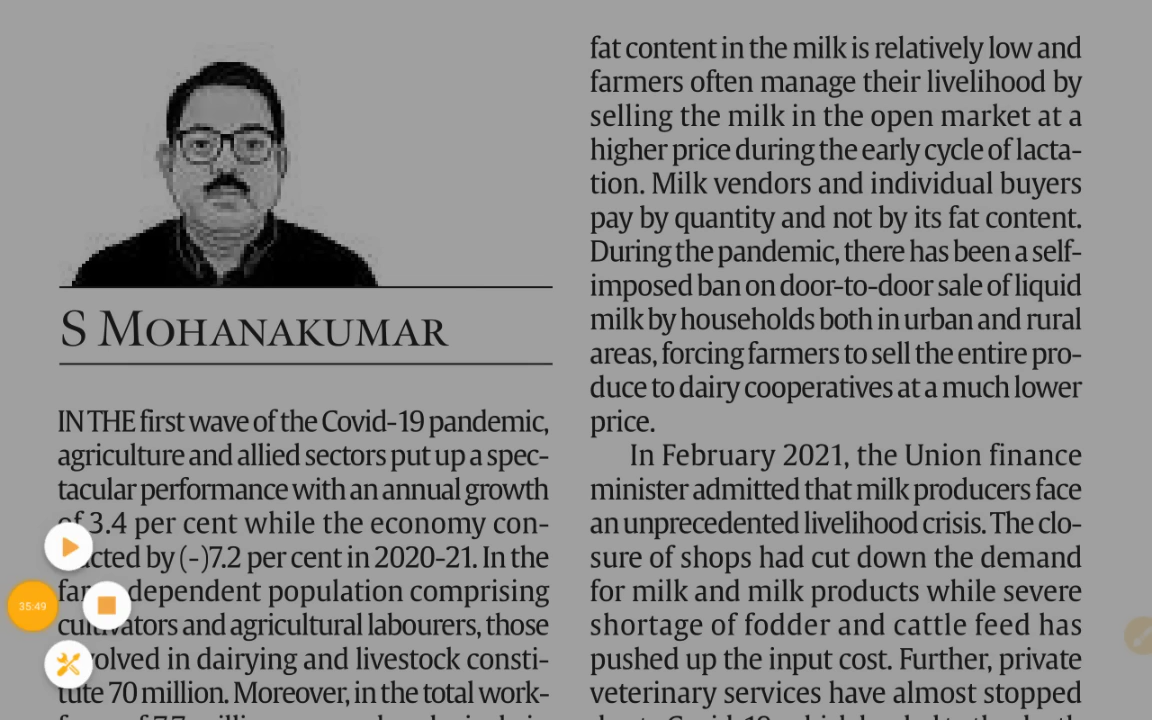 S MOHANAKUMAR
IN THE first wave of the Covid-19 pandemic,
agriculture and allied sectors put up a spec-
tacular performance with an annual growth
of 3.4 per cent while the economy con-
acted by (-)7.2 per cent in 2020-21. In the
far dependent population comprising
cultivators and agricultural labourers, those
volved in dairying and livestock consti-
tute 70 million. Moreover, in the total work-
fat content in the milk is relatively low and
farmers often manage their livelihood by
selling the milk in the open market at a
higher price during the early cycle of lacta-
tion. Milk vendors and individual buyers
pay by quantity and not by its fat content.
During the pandemic, there has been a self-
imposed ban on door-to-door sale of liquid
milk by households both in urban and rural
areas, forcing farmers to sell the entire pro-
duce to dairy cooperatives at a much lower
price.
In February 2021, the Union finance
minister admitted that milk producers face
an unprecedented livelihood crisis. The clo-
sure of shops had cut down the demand
for milk and milk products while severe
shortage of fodder and cattle feed has
pushed up the input cost. Further, private
veterinary services have almost stopped
35:49